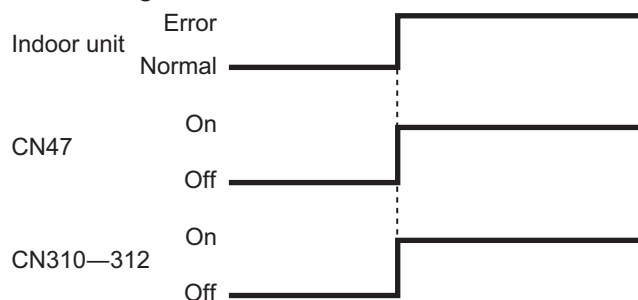 Error
Indoor unit
Normal
On
CN47
Off
On
CN310—312
Off